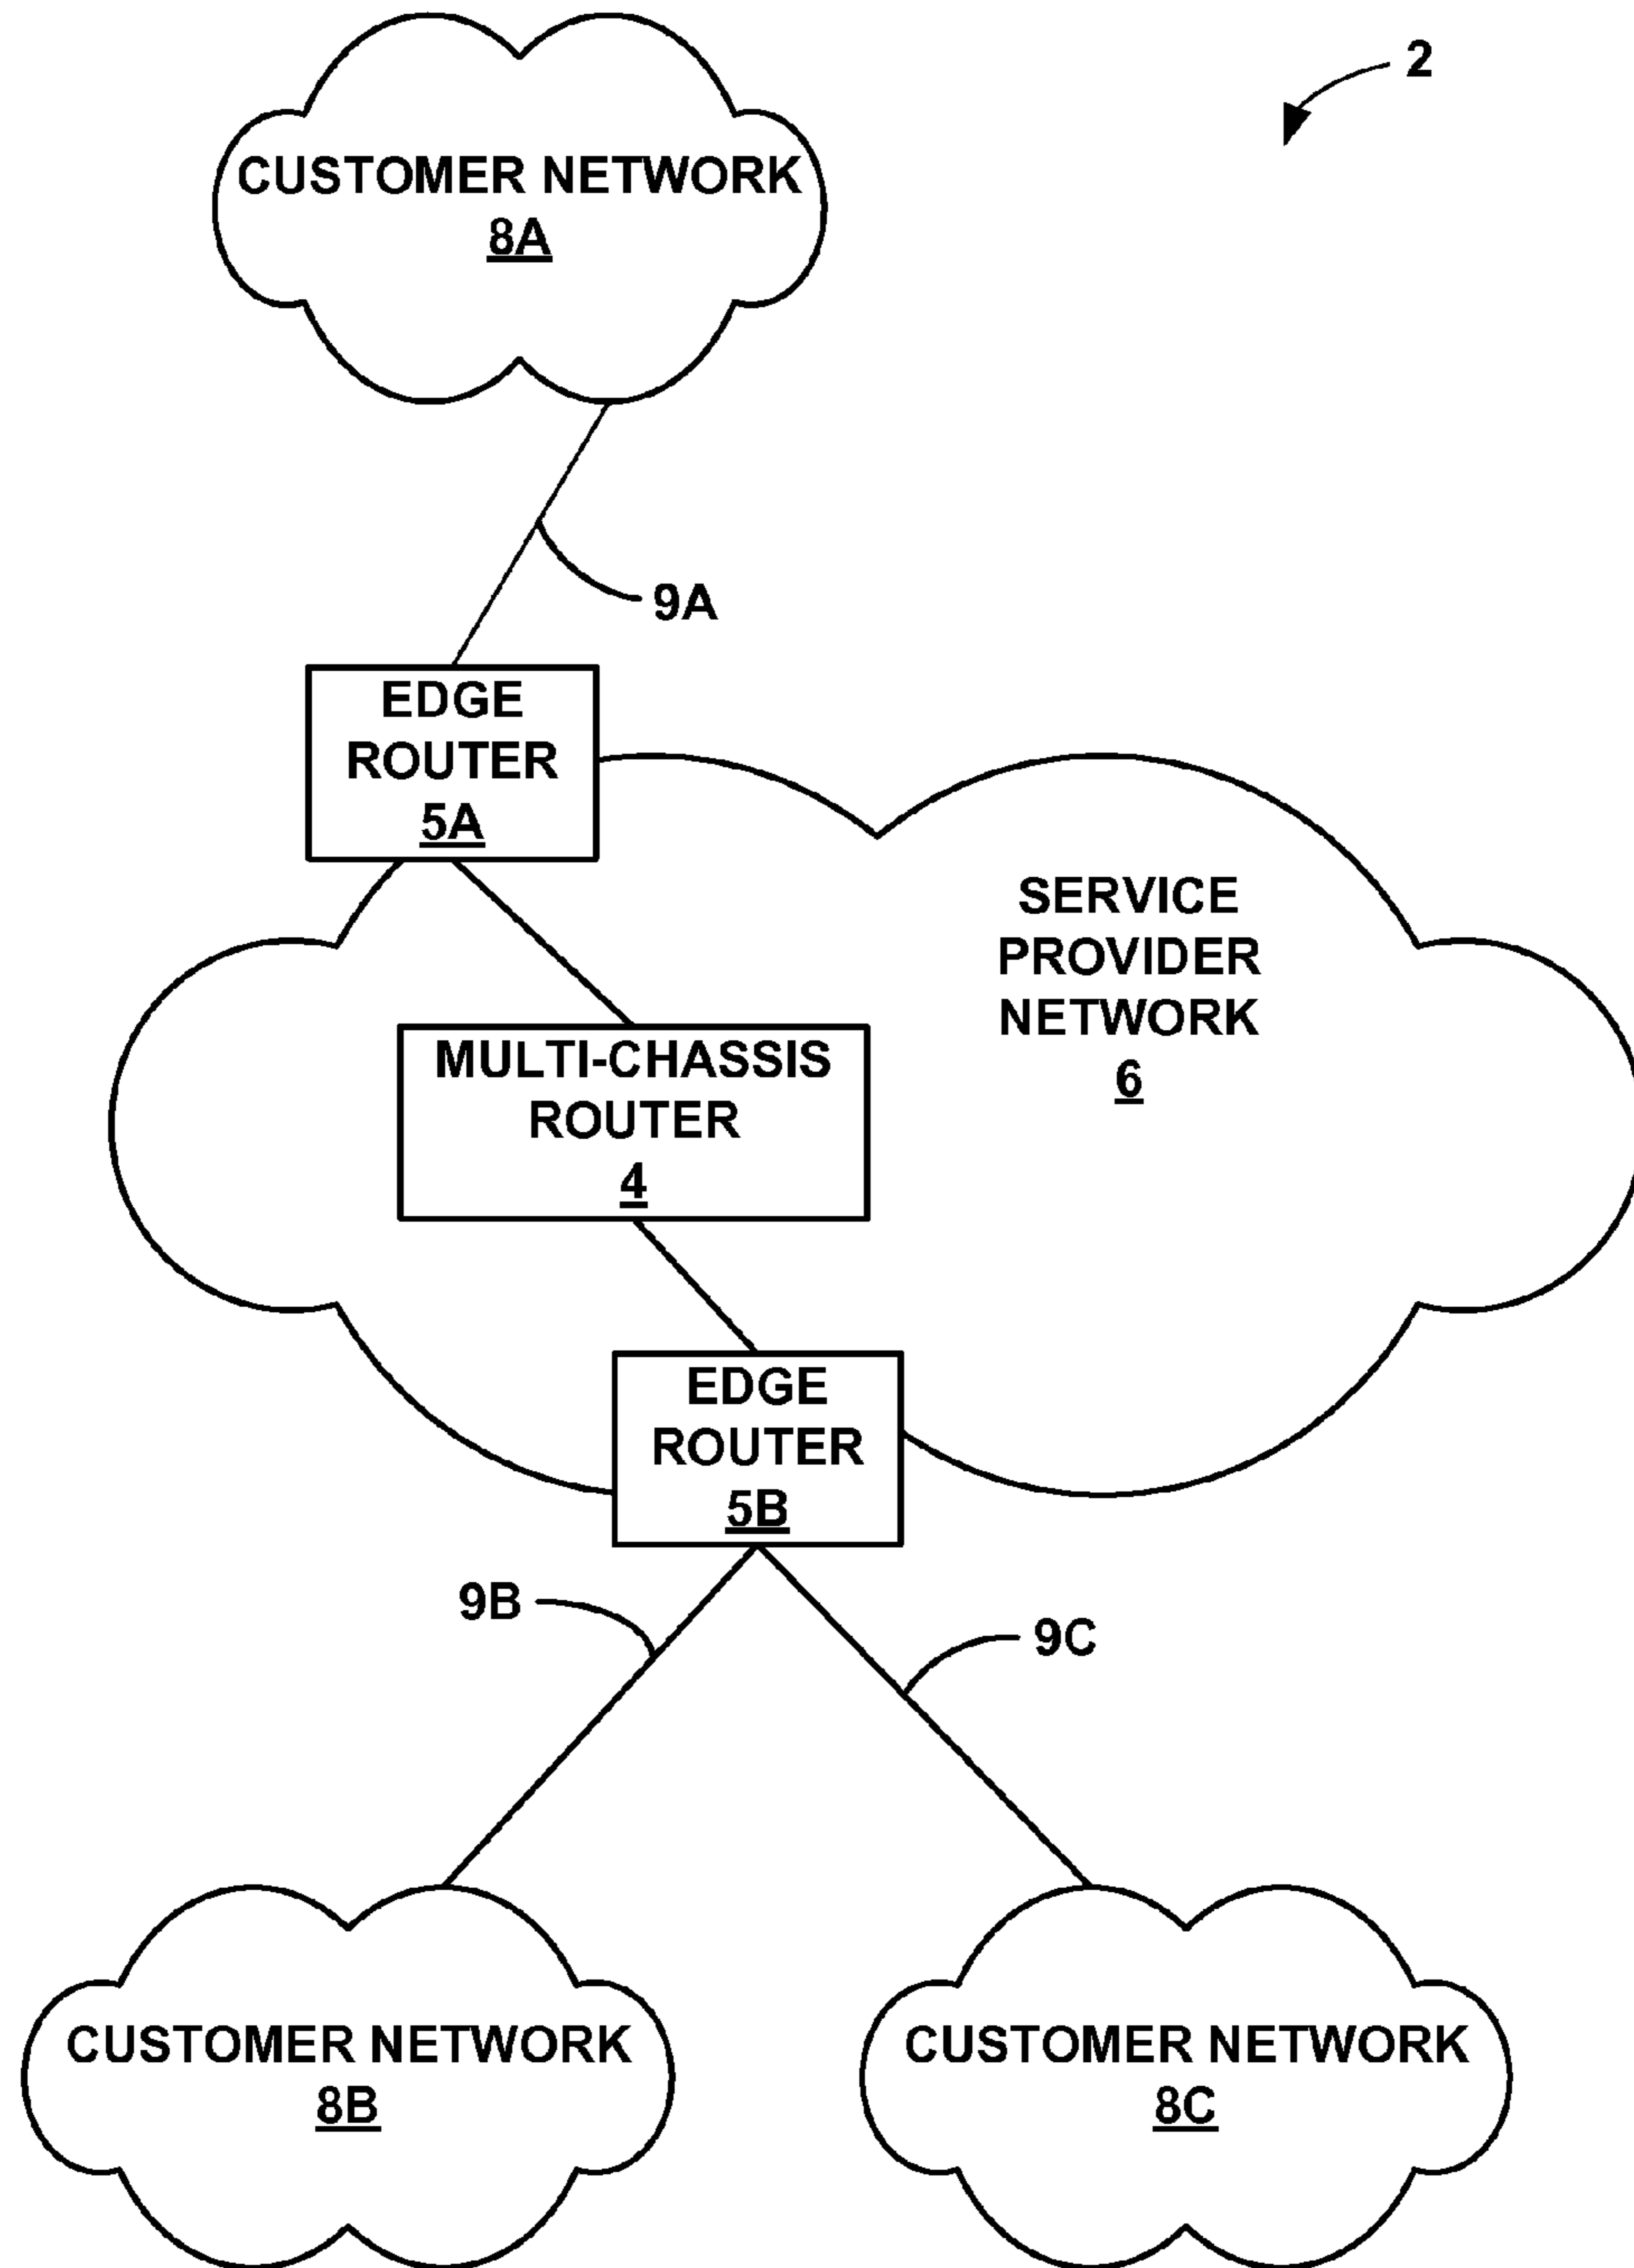 2
CUSTOMER NETWORK
8A
9A
EDGE
ROUTER
5A
SERVICE
PROVIDER
NETWORK
6
MULTI-CHASSIS
ROUTER
4
EDGE
ROUTER
5B
9B
9C
CUSTOMER NETWORK
8B
CUSTOMER NETWORK
8C